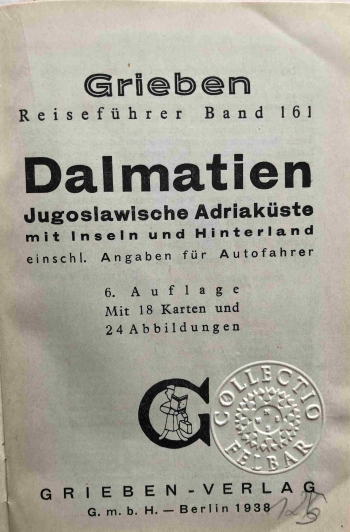 Grieben
Reiseführer Band 161
Dalmatien
Jugoslawische Adriaküste
mit Inseln und Hinterland
einschl. Angaben für Autofahrer
6. Auflage
Mit 18 Karten und
24 Abbildungen
G
COLLECTIO
FELBAR
GRIEBEN-VERLAG
G. m. b. H. — Berlin 1938